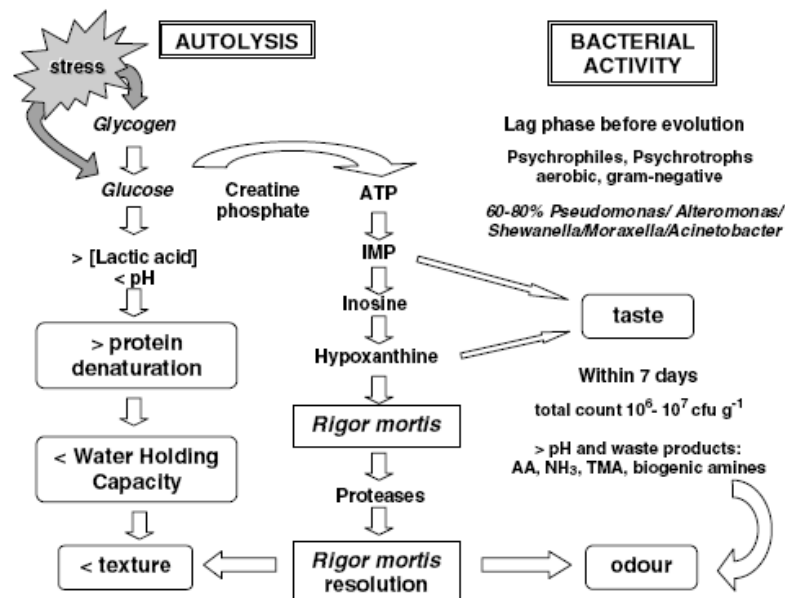 AUTOLYSIS
stress
Glycogen
Glucose
> [Lactic acid]
< pH
> protein
denaturation
< Water Holding
Capacity
< texture
Creatine
phosphate
ATP
IMP
Inosine
Hypoxanthine
Rigor mortis
Proteases
Rigor mortis
resolution
BACTERIAL
ACTIVITY
Lag phase before evolution
Psychrophiles, Psychrotrophs
aerobic, gram-negative
60-80% Pseudomonas/ Alteromonas/
Shewanella/Moraxella/Acinetobacter
taste
Within 7 days
total count 10⁶- 10⁷ cfu g⁻¹
> pH and waste products:
AA, NH₃, TMA, biogenic amines
odour